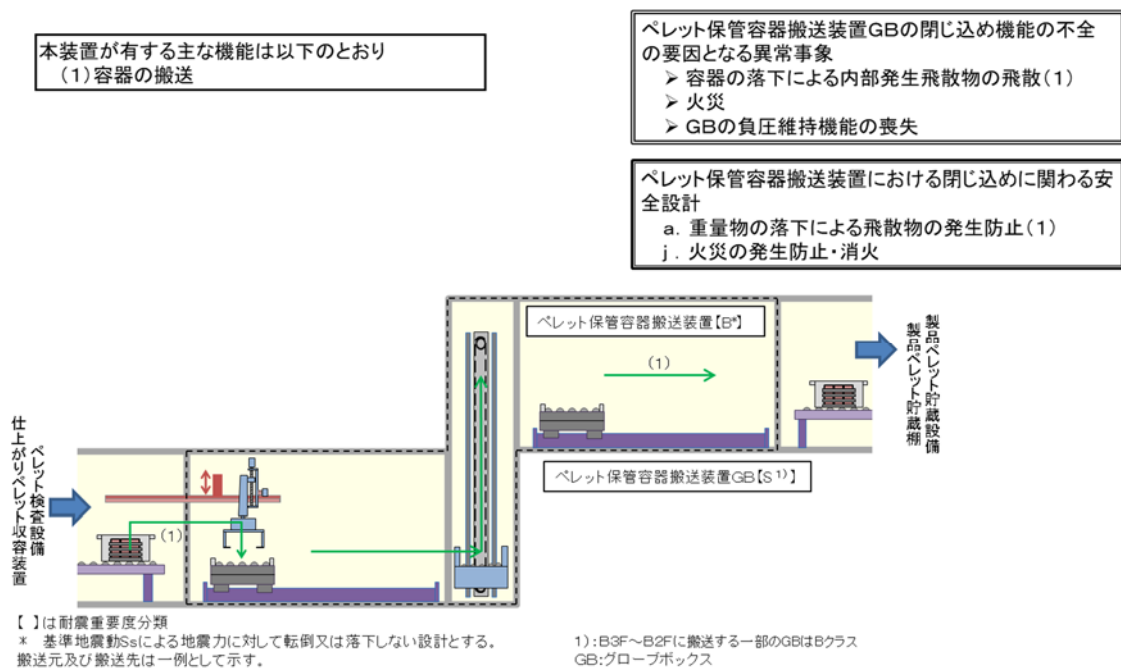 本装置が有する主な機能は以下のとおり
(1)容器の搬送
ペレット保管容器搬送装置GBの閉じ込め機能の不全
の要因となる異常事象
➢ 容器の落下による内部発生飛散物の飛散(1)
➢ 火災
➢ GBの負圧維持機能の喪失
ペレット保管容器搬送装置における閉じ込めに関わる安
全設計
a. 重量物の落下による飛散物の発生防止(1)
j. 火災の発生防止・消火
ペレット保管容器搬送装置【B*】
(1)
製品ペレット貯蔵設備
製品ペレット貯蔵棚
ペレット保管容器搬送装置GB【S 1)】
ペレット検査設備
仕上がりペレット収容装置
(1)
【 】は耐震重要度分類
* 基準地震動Ssによる地震力に対して転倒又は落下しない設計とする。
搬送元及び搬送先は一例として示す。
1):B3F~B2Fに搬送する一部のGBはBクラス
GB:グローブボックス